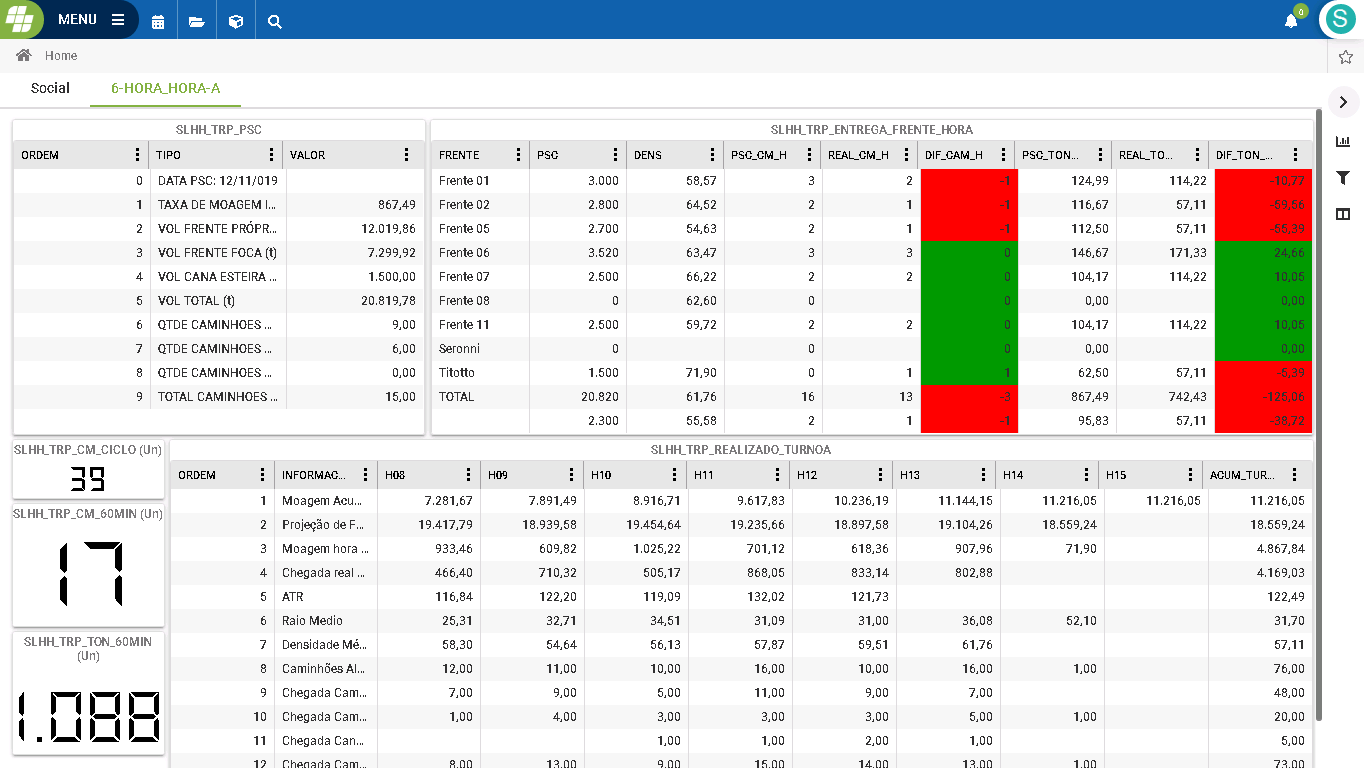 MENU
0
S
Home
Social 6-HORA_HORA-A
SLHH_TRP_PSC
ORDEM TIPO VALOR
0 DATA PSC: 12/11/019
1 TAXA DE MOAGEM I... 867,49
2 VOL FRENTE PRÓPR... 12.019,86
3 VOL FRENTE FOCA (t) 7.299,92
4 VOL CANA ESTEIRA ... 1.500,00
5 VOL TOTAL (t) 20.819,78
6 QTDE CAMINHOES ... 9,00
7 QTDE CAMINHOES ... 6,00
8 QTDE CAMINHOES ... 0,00
9 TOTAL CAMINHOES ... 15,00
SLHH_TRP_ENTREGA_FRENTE_HORA
FRENTE PSC DENS PSC_CM_H REAL_CM_H DIF_CAM_H PSC_TON... REAL_TO... DIF_TON_...
Frente 01 3.000 58,57 3 2 -1 124,99 114,22 -10,77
Frente 02 2.800 64,52 2 1 -1 116,67 57,11 -59,56
Frente 05 2.700 54,63 2 1 -1 112,50 57,11 -55,39
Frente 06 3.520 63,47 3 3 0 146,67 171,33 24,66
Frente 07 2.500 66,22 2 2 0 104,17 114,22 10,05
Frente 08 0 62,60 0 0 0,00 0,00
Frente 11 2.500 59,72 2 2 0 104,17 114,22 10,05
Seronni 0 0 0 0,00 0,00
Titotto 1.500 71,90 0 1 1 62,50 57,11 -5,39
TOTAL 20.820 61,76 16 13 -3 867,49 742,43 -125,06
2.300 55,58 2 1 -1 95,83 57,11 -38,72
SLHH_TRP_CM_CICLO (Un)
39
SLHH_TRP_CM_60MIN (Un)
17
SLHH_TRP_TON_60MIN
(Un)
1.088
SLHH_TRP_REALIZADO_TURNOA
ORDEM INFORMAC... H08 H09 H10 H11 H12 H13 H14 H15 ACUM_TUR...
1 Moagem Acu... 7.281,67 7.891,49 8.916,71 9.617,83 10.236,19 11.144,15 11.216,05 11.216,05 11.216,05
2 Projeção de F... 19.417,79 18.939,58 19.454,64 19.235,66 18.897,58 19.104,26 18.559,24 18.559,24
3 Moagem hora ... 933,46 609,82 1.025,22 701,12 618,36 907,96 71,90 4.867,84
4 Chegada real ... 466,40 710,32 505,17 868,05 833,14 802,88 4.169,03
5 ATR 116,84 122,20 119,09 132,02 121,73 122,49
6 Raio Medio 25,31 32,71 34,51 31,09 31,00 36,08 52,10 31,70
7 Densidade Mé... 58,30 54,64 56,13 57,87 59,51 61,76 57,11
8 Caminhões Al... 12,00 11,00 10,00 16,00 10,00 16,00 1,00 76,00
9 Chegada Cam... 7,00 9,00 5,00 11,00 9,00 7,00 48,00
10 Chegada Cam... 1,00 4,00 3,00 3,00 3,00 5,00 1,00 20,00
11 Chegada Can... 1,00 1,00 2,00 1,00 5,00
12 Chegada Cam... 8,00 13,00 9,00 15,00 14,00 13,00 1,00 73,00